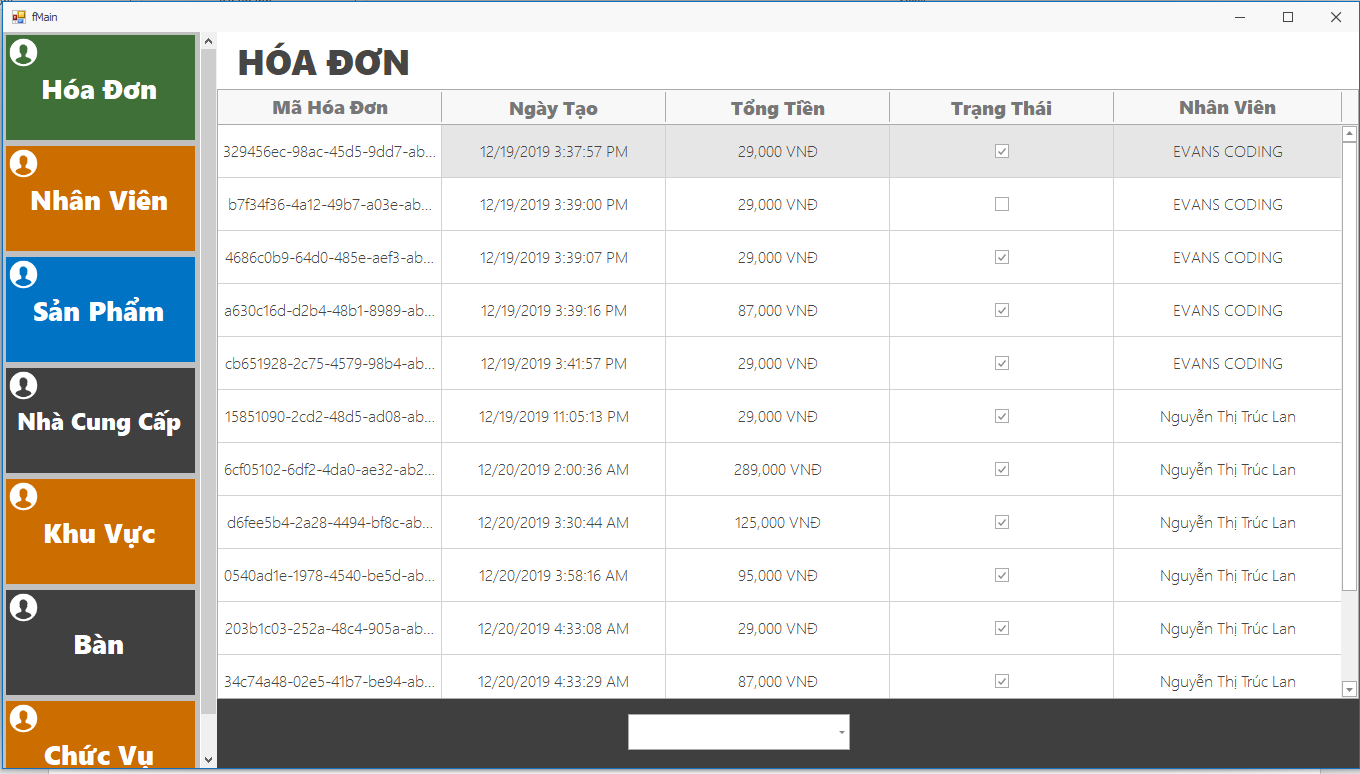 fMain
Hóa Đơn
Nhân Viên
Sản Phẩm
Nhà Cung Cấp
Khu Vực
Bàn
Chức Vụ
HÓA ĐƠN
Mã Hóa Đơn Ngày Tạo Tổng Tiền Trạng Thái Nhân Viên
329456ec-98ac-45d5-9dd7-ab... 12/19/2019 3:37:57 PM 29,000 VNĐ EVANS CODING
b7f34f36-4a12-49b7-a03e-ab... 12/19/2019 3:39:00 PM 29,000 VNĐ EVANS CODING
4686c0b9-64d0-485e-aef3-ab... 12/19/2019 3:39:07 PM 29,000 VNĐ EVANS CODING
a630c16d-d2b4-48b1-8989-ab... 12/19/2019 3:39:16 PM 87,000 VNĐ EVANS CODING
cb651928-2c75-4579-98b4-ab... 12/19/2019 3:41:57 PM 29,000 VNĐ EVANS CODING
15851090-2cd2-48d5-ad08-ab... 12/19/2019 11:05:13 PM 29,000 VNĐ Nguyễn Thị Trúc Lan
6cf05102-6df2-4da0-ae32-ab2... 12/20/2019 2:00:36 AM 289,000 VNĐ Nguyễn Thị Trúc Lan
d6fee5b4-2a28-4494-bf8c-ab... 12/20/2019 3:30:44 AM 125,000 VNĐ Nguyễn Thị Trúc Lan
0540ad1e-1978-4540-be5d-ab... 12/20/2019 3:58:16 AM 95,000 VNĐ Nguyễn Thị Trúc Lan
203b1c03-252a-48c4-905a-ab... 12/20/2019 4:33:08 AM 29,000 VNĐ Nguyễn Thị Trúc Lan
34c74a48-02e5-41b7-be94-ab... 12/20/2019 4:33:29 AM 87,000 VNĐ Nguyễn Thị Trúc Lan